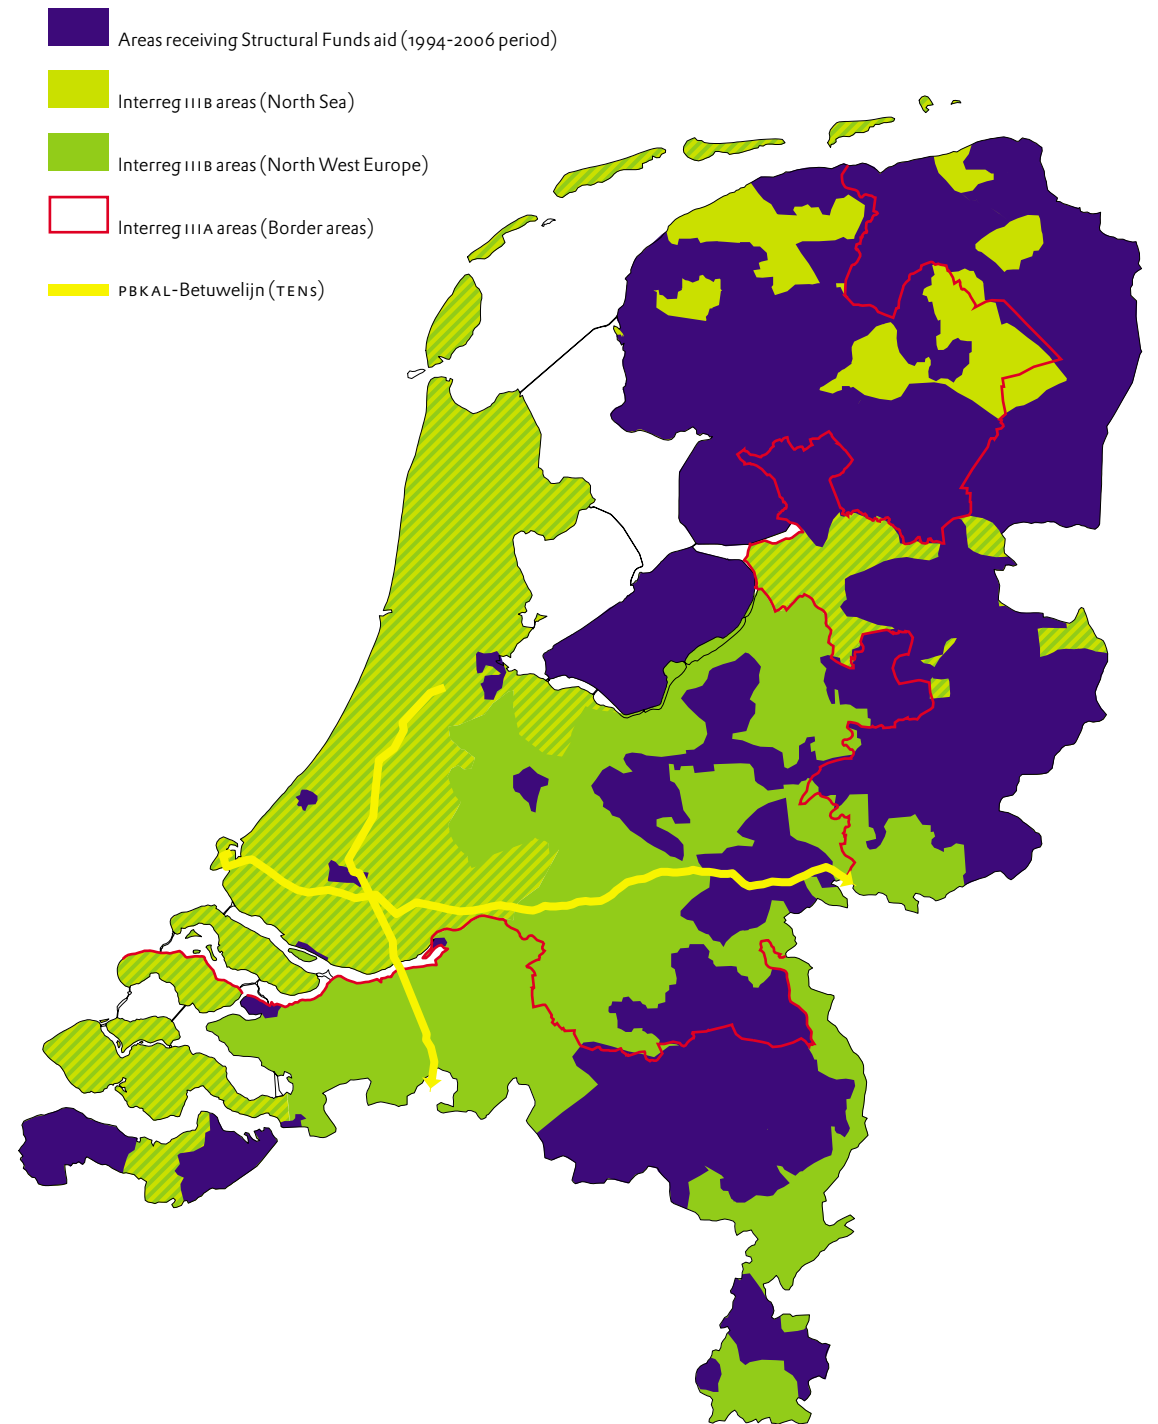 Areas receiving Structural Funds aid (1994-2006 period)
Interreg IIIB areas (North Sea)
Interreg IIIB areas (North West Europe)
Interreg IIIA areas (Border areas)
PBKAL-Betuwelijn (TENS)